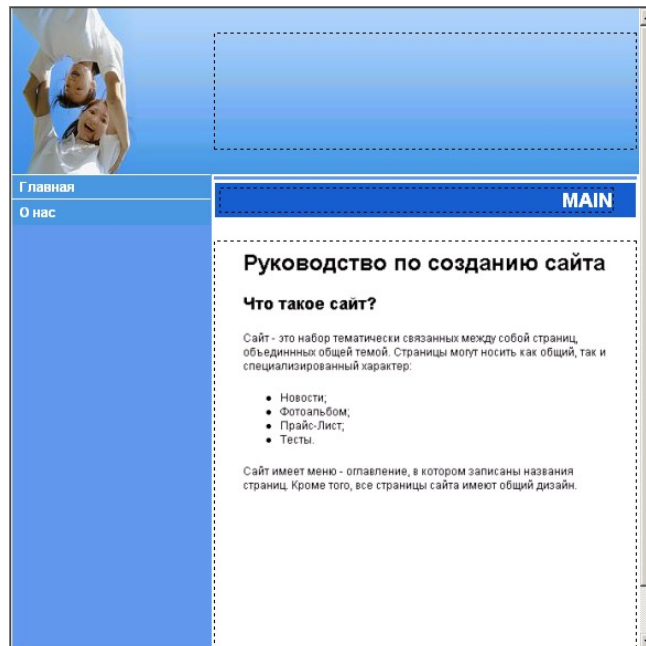 Главная
О нас
MAIN
Руководство по созданию сайта
Что такое сайт?
Сайт - это набор тематически связанных между собой страниц,
объединнных общей темой. Страницы могут носить как общий, так и
специализированный характер:
Новости;
Фотоальбом;
Прайс-Лист;
Тесты.
Сайт имеет меню - оглавление, в котором записаны названия
страниц. Кроме того, все страницы сайта имеют общий дизайн.